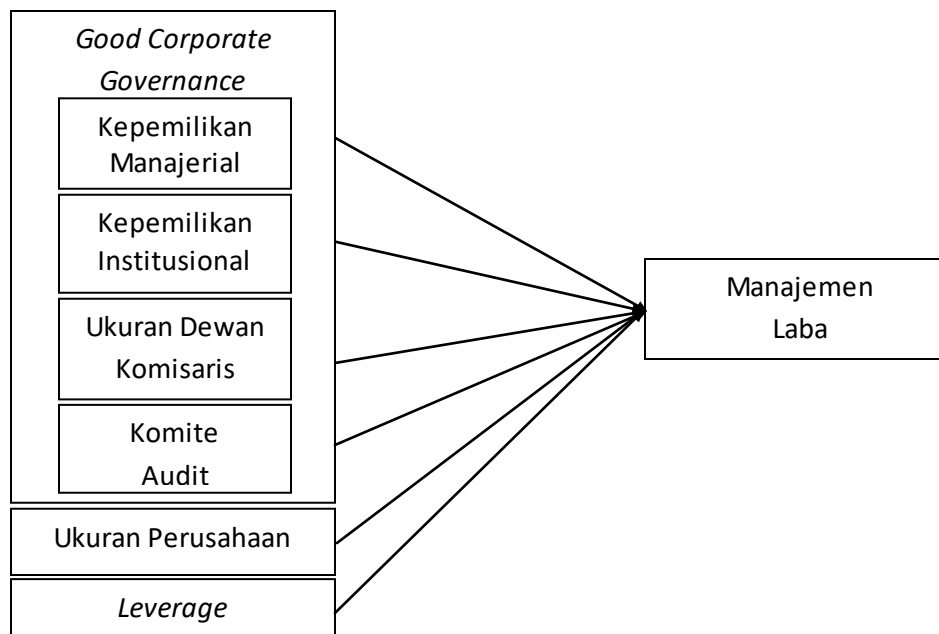 Good Corporate
Governance
Kepemilikan
Manajerial
Kepemilikan
Institusional
Ukuran Dewan
Komisaris
Komite
Audit
Ukuran Perusahaan
Leverage
Manajemen
Laba